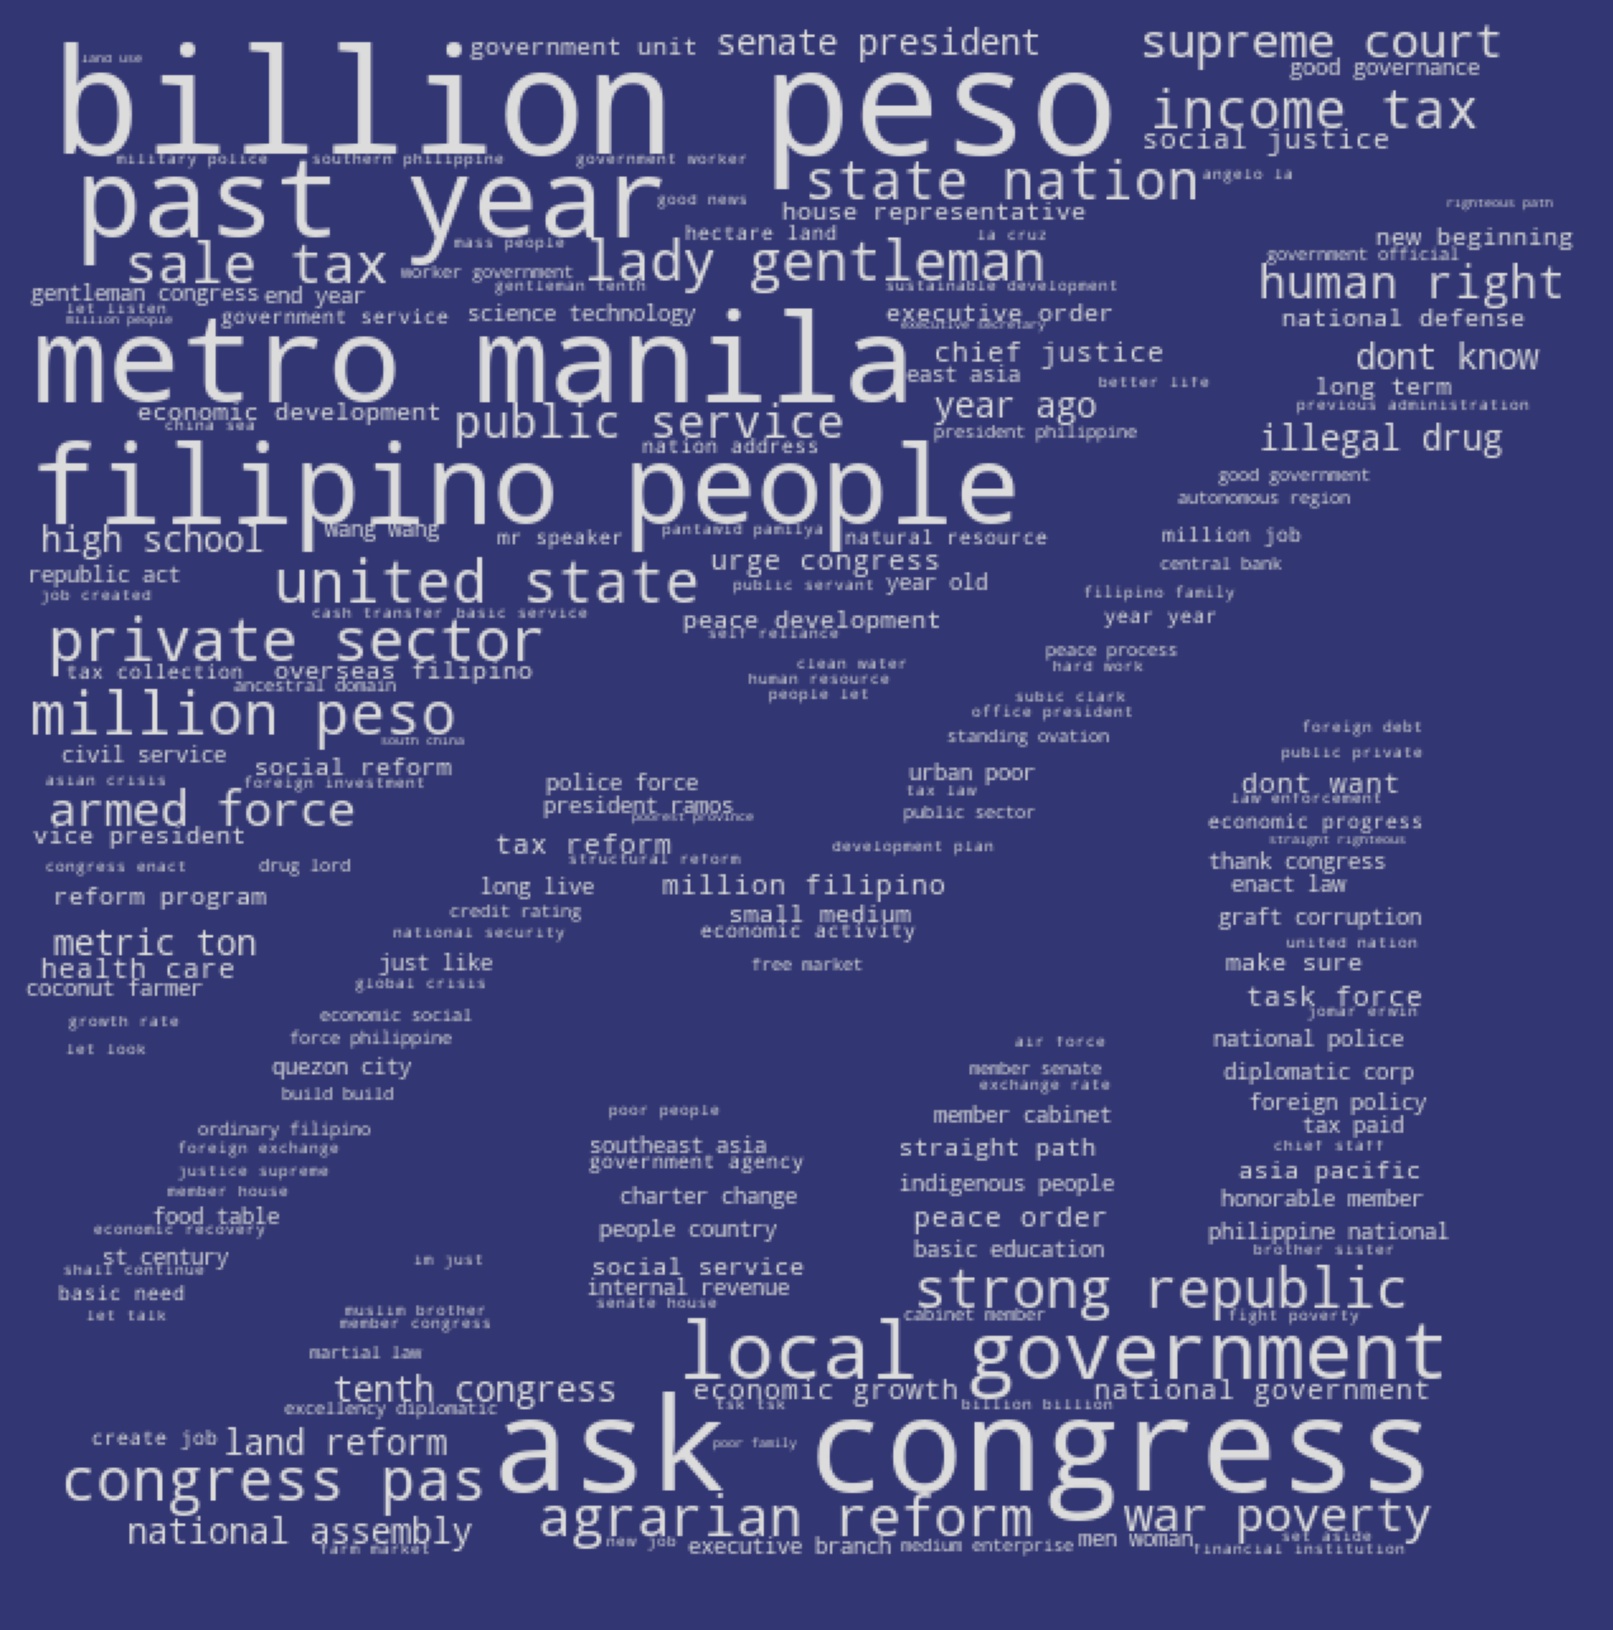 land use
government unit
senate president
supreme court
good governance
billion peso
income tax
social justice
military police
southern philippine
government worker
past year
state nation
angelo la
good news
house representative
righteous path
hectare land
la cruz
new beginning
mass people
sale tax
worker government
lady gentleman
government official
human right
gentleman tenth
sustainable development
gentleman congress
end year
let listen
million people
government service
science technology
executive order
executive secretary
national defense
metro manila
chief justice
dont know
east asia
better life
long term
economic development
china sea
public service
year ago
previous administration
president philippine
illegal drug
nation address
filipino people
good government
autonomous region
high school
Wang Wang
mr speaker
pantawid pamilya
natural resource
million job
urge congress
central bank
republic act
job created
united state
public servant
year old
filipino family
cash transfer
basic service
peace development
self reliance
year year
private sector
peace process
tax collection
overseas filipino
clean water
hard work
ancestral domain
human resource
people let
subic clark
million peso
office president
foreign debt
south china
standing ovation
civil service
public private
social reform
urban poor
asian crisis
foreign investment
police force
tax law
dont want
law enforcement
armed force
president ramos
poorest province
public sector
economic progress
vice president
tax reform
structural reform
development plan
straight righteous
congress enact
drug lord
thank congress
reform program
long live
million filipino
enact law
credit rating
small medium
graft corruption
national security
economic activity
metric ton
united nation
health care
just like
free market
make sure
coconut farmer
global crisis
task force
jomar erwin
growth rate
economic social
let look
force philippine
air force
national police
quezon city
member senate
diplomatic corp
exchange rate
build build
poor people
member cabinet
foreign policy
ordinary filipino
tax paid
foreign exchange
southeast asia
straight path
chief staff
government agency
justice supreme
asia pacific
member house
charter change
indigenous people
honorable member
food table
economic recovery
people country
peace order
philippine national
st century
shall continue
im just
basic education
brother sister
social service
basic need
internal revenue
strong republic
let talk
muslim brother
senate house
cabinet member
fight poverty
member congress
martial law
local government
tenth congress
economic growth
national government
excellency diplomatic
tsk tsk
billion billion
create job
land reform
poor family
ask congress
congress pas
agrarian reform
war poverty
national assembly
farm market
new job
executive branch
medium enterprise
men woman
set aside
financial institution